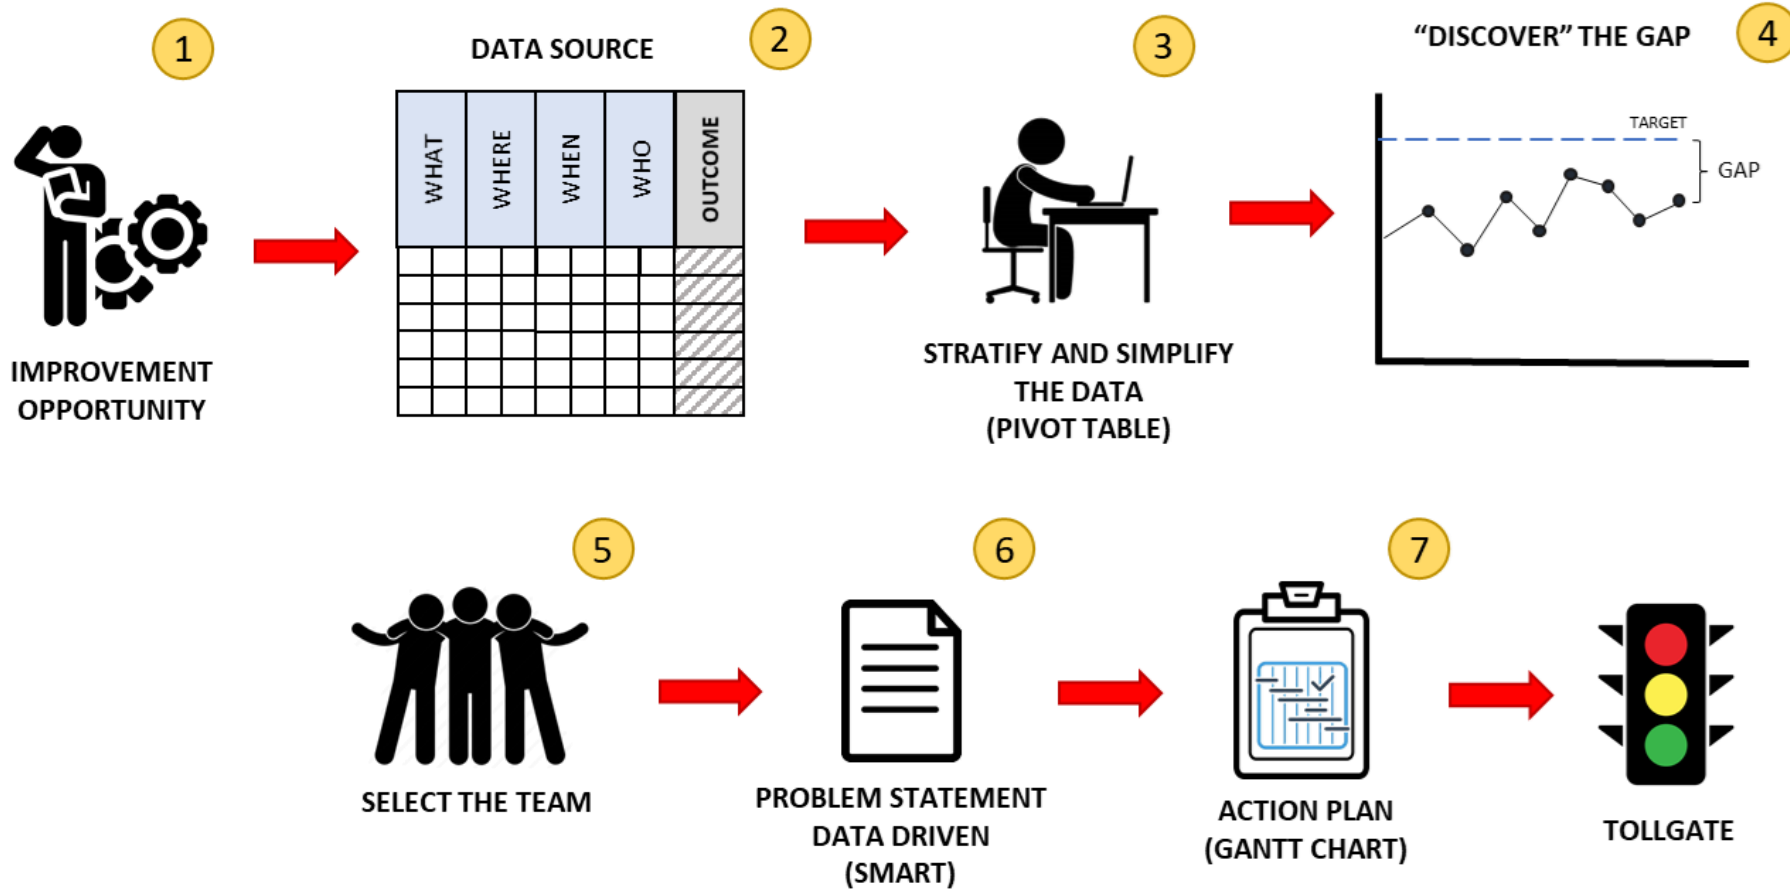 1
IMPROVEMENT
OPPORTUNITY
2
DATA SOURCE
WHAT
WHERE
WHEN
WHO
OUTCOME
3
STRATIFY AND SIMPLIFY
THE DATA
(PIVOT TABLE)
4
“DISCOVER” THE GAP
TARGET
GAP
5
SELECT THE TEAM
6
PROBLEM STATEMENT
DATA DRIVEN
(SMART)
7
ACTION PLAN
(GANTT CHART)
TOLLGATE